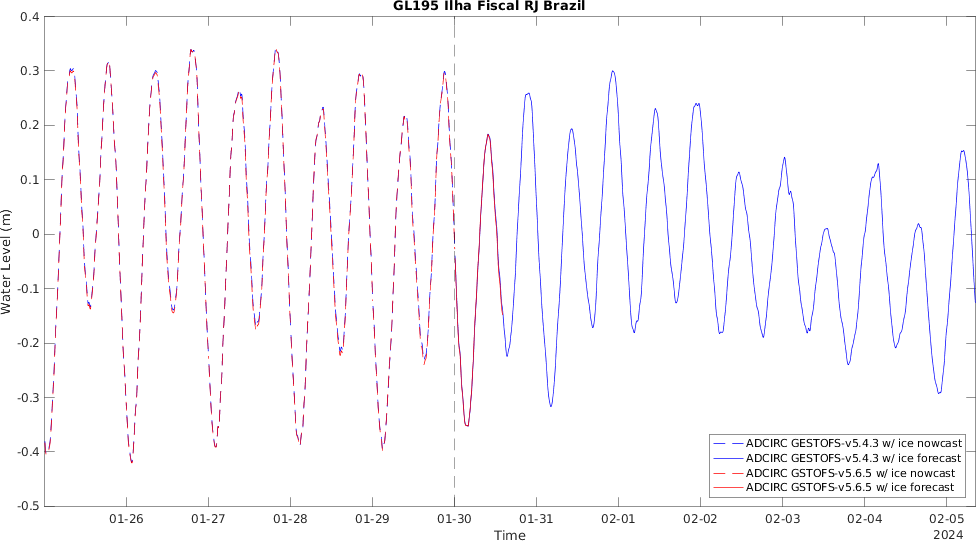 GL195 Ilha Fiscal RJ Brazil
0.4
0.3
0.2
0.1
0
-0.1
-0.2
-0.3
-0.4
-0.5
Water Level (m)
ADCIRC GESTOFS-v5.4.3 w/ ice nowcast
ADCIRC GESTOFS-v5.4.3 w/ ice forecast
ADCIRC GSTOFS-v5.6.5 w/ ice nowcast
ADCIRC GSTOFS-v5.6.5 w/ ice forecast
01-26 01-27 01-28 01-29 01-30 01-31 02-01 02-02 02-03 02-04 02-05
Time
2024